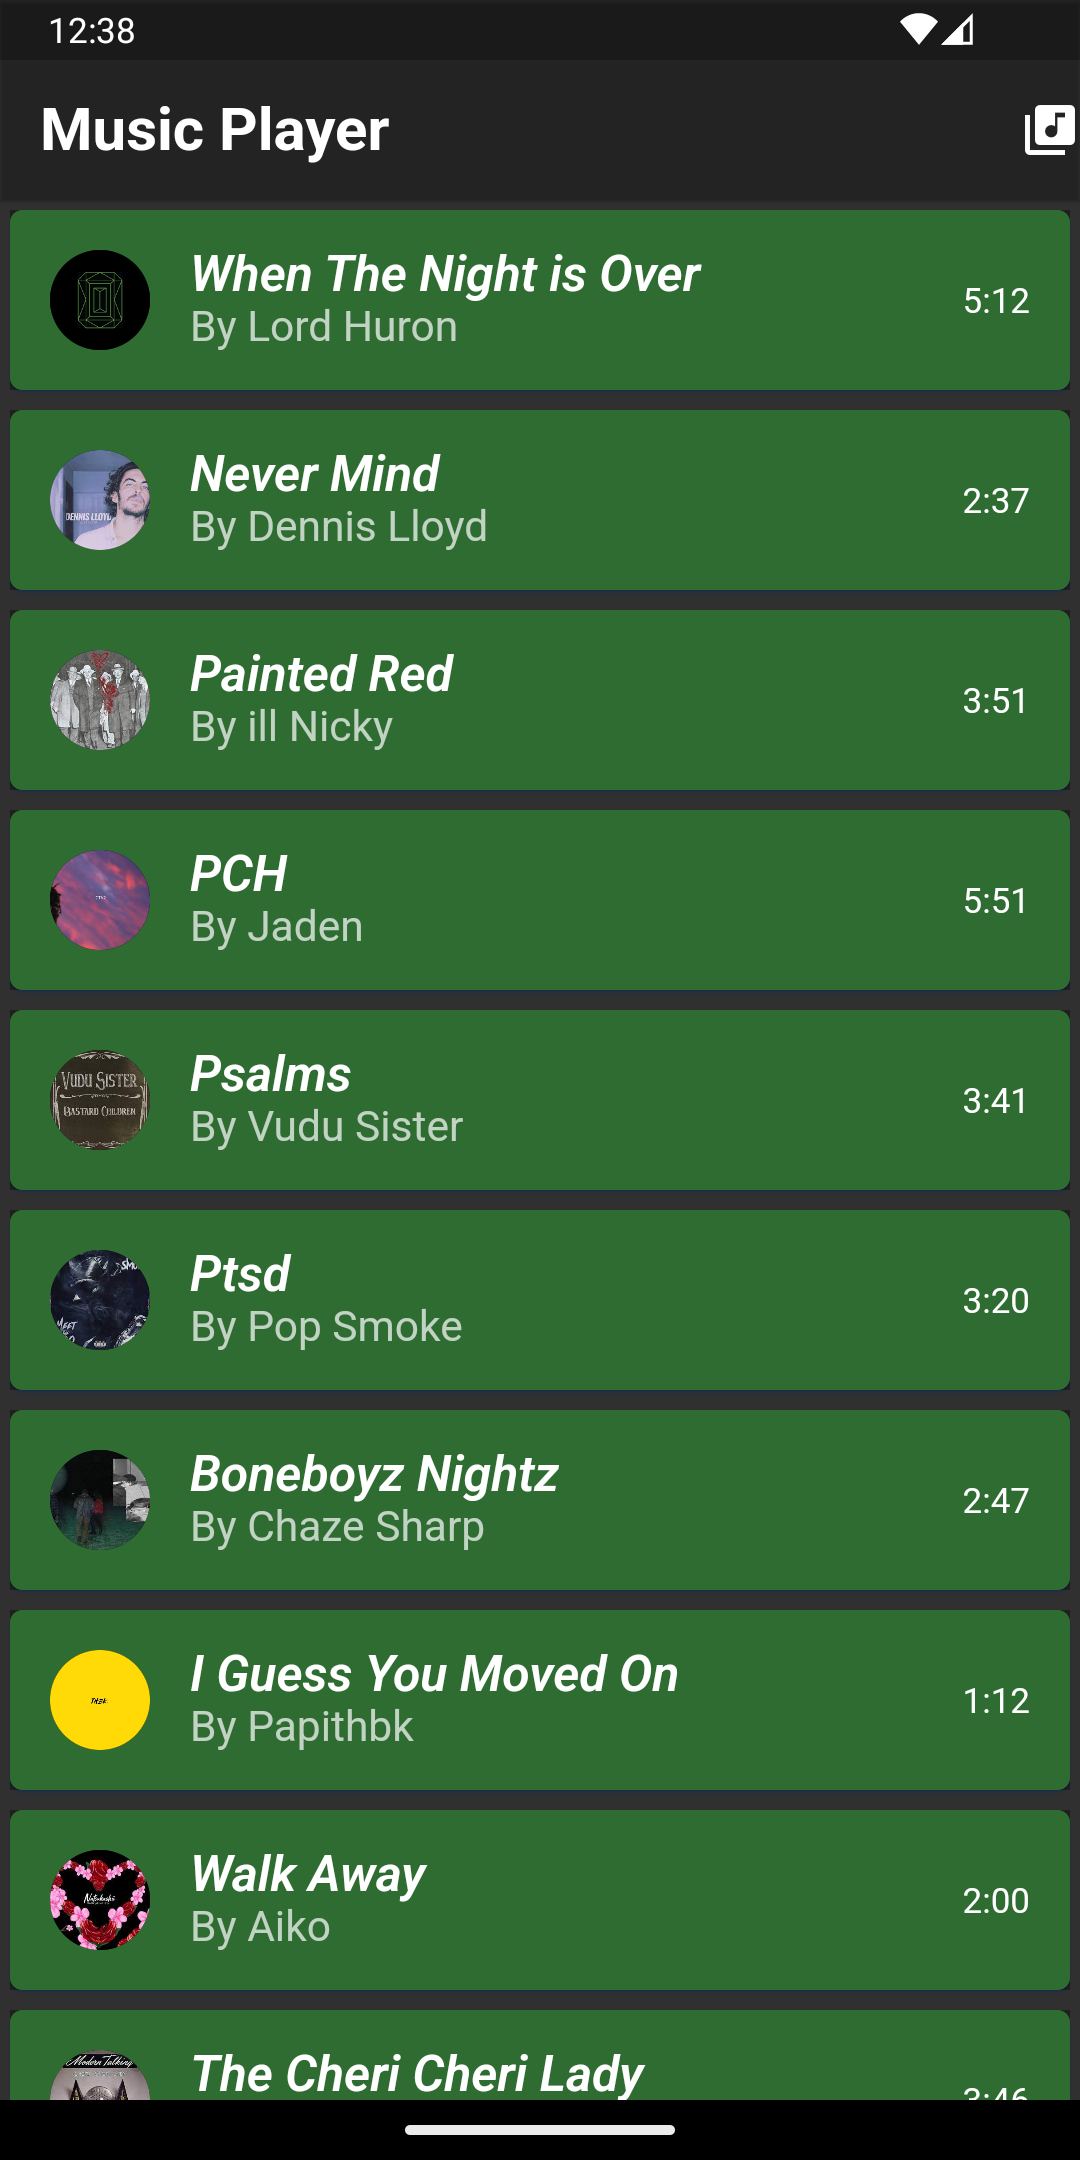 12:38
Music Player
When The Night is Over
By Lord Huron
5:12
DENNIS LLOYD
Never Mind
By Dennis Lloyd
2:37
Painted Red
By ill Nicky
3:51
PCH
By Jaden
5:51
VUDU SISTER
BASTARD CHILDREN
Psalms
By Vudu Sister
3:41
MEET
Ptsd
By Pop Smoke
3:20
Boneboyz Nightz
By Chaze Sharp
2:47
I Guess You Moved On
By Papithbk
1:12
Walk Away
By Aiko
2:00
Modern Talking
The Cheri Cheri Lady
3:46